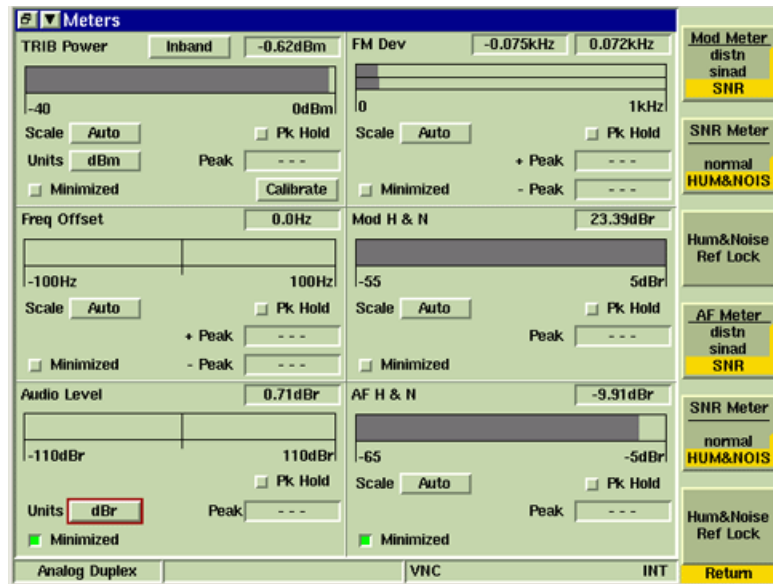 Meters
TRIB Power Inband -0.62dBm
-40 0dBm
Scale Auto Pk Hold
Units dBm Peak - - -
Minimized Calibrate
FM Dev -0.075kHz 0.072kHz
0 1kHz
Scale Auto Pk Hold
+ Peak - - -
Minimized - Peak - - -
Freq Offset 0.0Hz
-100Hz 100Hz
Scale Auto Pk Hold
+ Peak - - -
Minimized - Peak - - -
Mod H & N 23.39dBr
-55 5dBr
Scale Auto Pk Hold
Peak - - -
Minimized
Audio Level 0.71dBr
-110dBr 110dBr
Pk Hold
Units dBr Peak - - -
Minimized
AF H & N -9.91dBr
-65 -5dBr
Scale Auto Pk Hold
Peak - - -
Minimized
Analog Duplex VNC INT
Mod Meter
distn
sinad
SNR
SNR Meter
normal
HUM&NOIS
Hum&Noise
Ref Lock
AF Meter
distn
sinad
SNR
SNR Meter
normal
HUM&NOIS
Hum&Noise
Ref Lock
Return